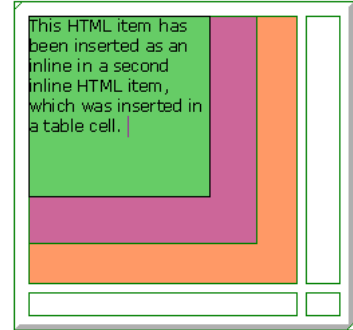 This HTML item has
been inserted as an
inline in a second
inline HTML item,
which was inserted in
a table cell.